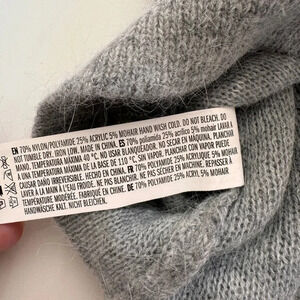 EN 70% NYLON/POLYAMIDE 25% ACRYLIC 5% MOHAIR HAND WASH COLD. DO NOT BLEACH. DO
NOT TUMBLE DRY. IRON LOW. MADE IN CHINA. ES 70% poliamida 25% acrílico 5% mohair LAVAR A
MANO. TEMPERATURA MÁXIMA 40 °C. NO USAR BLANQUEADOR. NO SECAR EN MÁQUINA. PLANCHAR
TEMPERATURA MÁXIMA DE LA BASE DE 110 °C. SIN VAPOR. PLANCHAR CON VAPOR PUEDE
CAUSAR DAÑO IRREVERSIBLE. HECHO EN CHINA. FR 70% POLYAMIDE 25% ACRYLIQUE 5% MOHAIR
LAVER À LA MAIN À L'EAU FROIDE. NE PAS BLANCHIR. NE PAS SÉCHER EN MACHINE. REPASSER À
TEMPÉRATURE MODÉRÉE. FABRIQUÉ EN CHINE. DE 70% POLYAMID 25% ACRYL 5% MOHAIR
HANDWÄSCHE KALT. NICHT BLEICHEN.